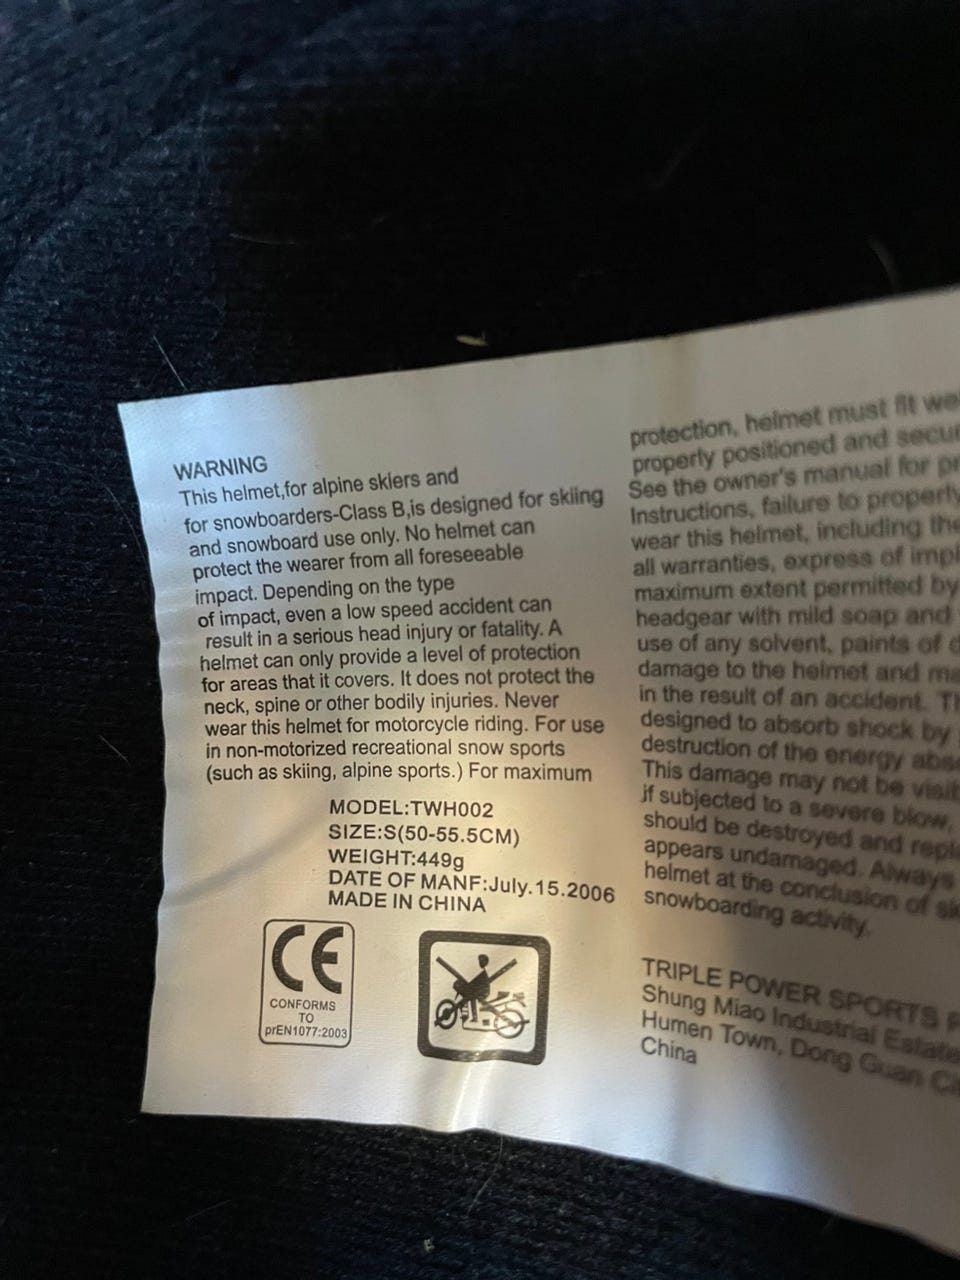 WARNING
This helmet,for alpine skiers and
for snowboarders-Class B,is designed for skiing
and snowboard use only. No helmet can
protect the wearer from all foreseeable
impact. Depending on the type
of impact, even a low speed accident can
result in a serious head injury or fatality. A
helmet can only provide a level of protection
for areas that it covers. It does not protect the
neck, spine or other bodily injuries. Never
wear this helmet for motorcycle riding. For use
in non-motorized recreational snow sports
(such as skiing, alpine sports.) For maximum
MODEL:TWH002
SIZE:S(50-55.5CM)
WEIGHT:449g
DATE OF MANF:July.15.2006
MADE IN CHINA
CE
CONFORMS
TO
prEN1077:2003
protection, helmet must fit
properly positioned and
See the owner's manual for
Instructions, failure to properly
wear this helmet, including
all warranties, express of
maximum extent permitted by
headgear with mild soap and
use of any solvent, paints of
damage to the helmet and
in the result of an accident.
designed to absorb shock by
destruction of the energy
This damage may not be
if subjected to a severe blow,
should be destroyed and
appears undamaged. Always
helmet at the conclusion of
snowboarding activity.
TRIPLE POWER SPORTS
Shung Miao Industrial Estate
Humen Town, Dong Guan
China